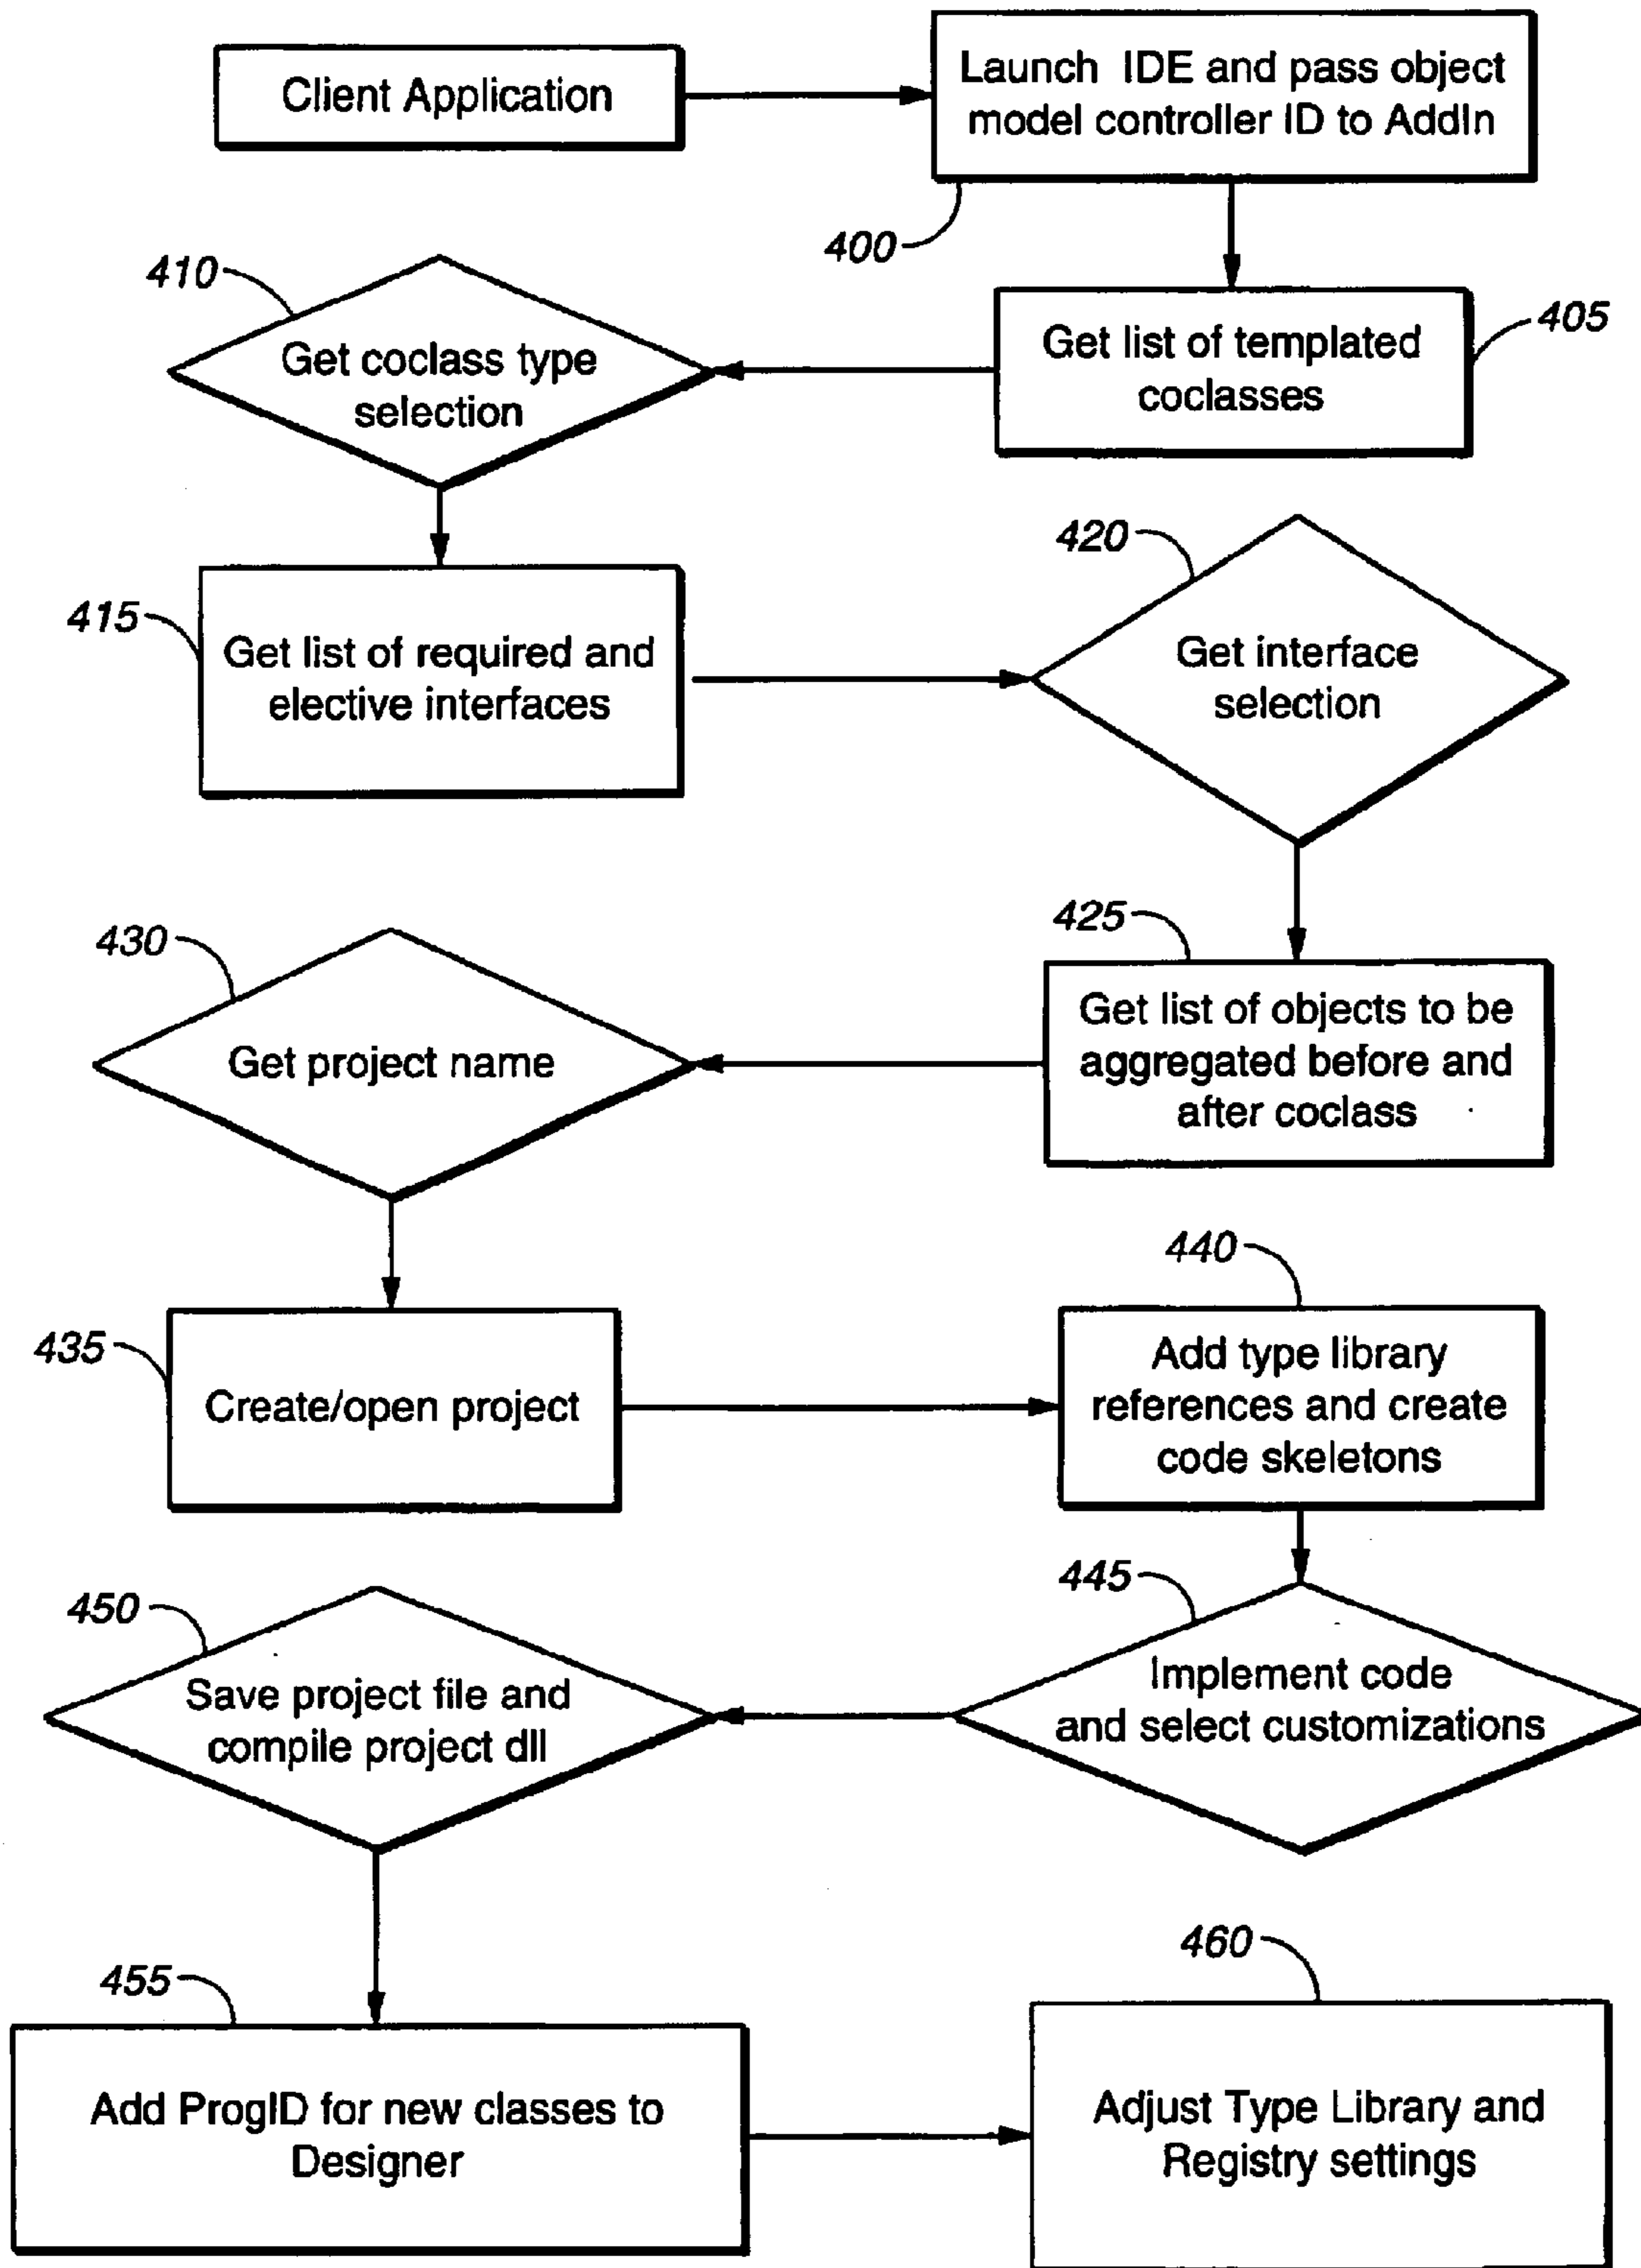 Client Application
Launch IDE and pass object
model controller ID to AddIn
400
405
Get list of templated
coclasses
410
Get coclass type
selection
415
Get list of required and
elective interfaces
420
Get interface
selection
425
Get list of objects to be
aggregated before and
after coclass
430
Get project name
435
Create/open project
440
Add type library
references and create
code skeletons
445
Implement code
and select customizations
450
Save project file and
compile project dll
455
Add ProgID for new classes to
Designer
460
Adjust Type Library and
Registry settings